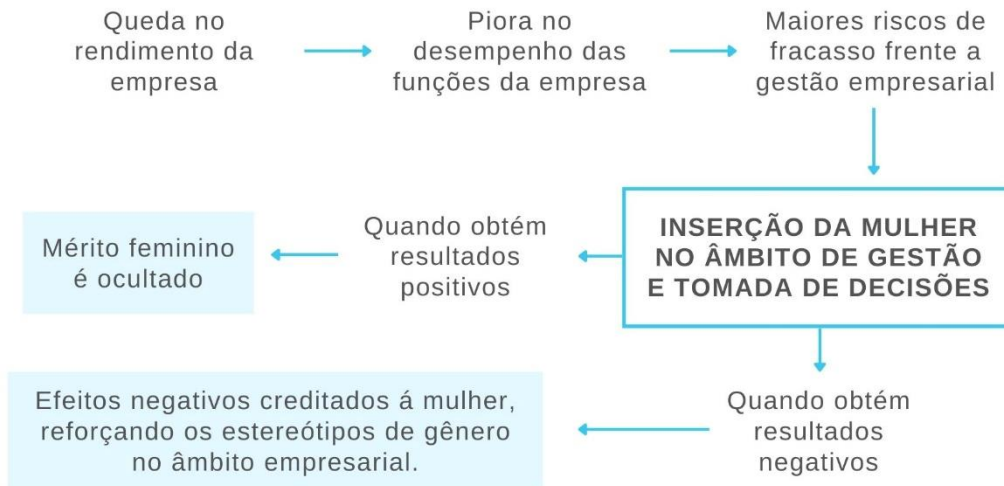 Queda no
rendimento da
empresa
Piora no
desempenho das
funções da empresa
Maiores riscos de
fracasso frente a
gestão empresarial
INSERÇÃO DA MULHER
NO ÂMBITO DE GESTÃO
E TOMADA DE DECISÕES
Quando obtém
resultados
positivos
Mérito feminino
é ocultado
Quando obtém
resultados
negativos
Efeitos negativos creditados á mulher,
reforçando os estereótipos de gênero
no âmbito empresarial.